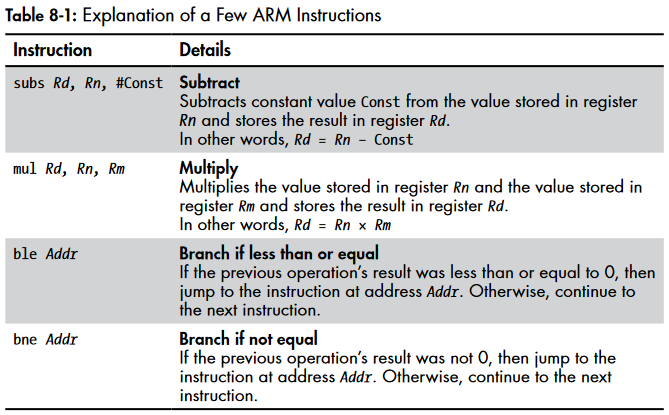 Table 8-1: Explanation of a Few ARM Instructions
Instruction Details
subs Rd, Rn, #Const Subtract
Subtracts constant value Const from the value stored in register
Rn and stores the result in register Rd.
In other words, Rd = Rn − Const
mul Rd, Rn, Rm Multiply
Multiplies the value stored in register Rn and the value stored in
register Rm and stores the result in register Rd.
In other words, Rd = Rn × Rm
ble Addr Branch if less than or equal
If the previous operation’s result was less than or equal to 0, then
jump to the instruction at address Addr. Otherwise, continue to
the next instruction.
bne Addr Branch if not equal
If the previous operation’s result was not 0, then jump to the
instruction at address Addr. Otherwise, continue to the next
instruction.